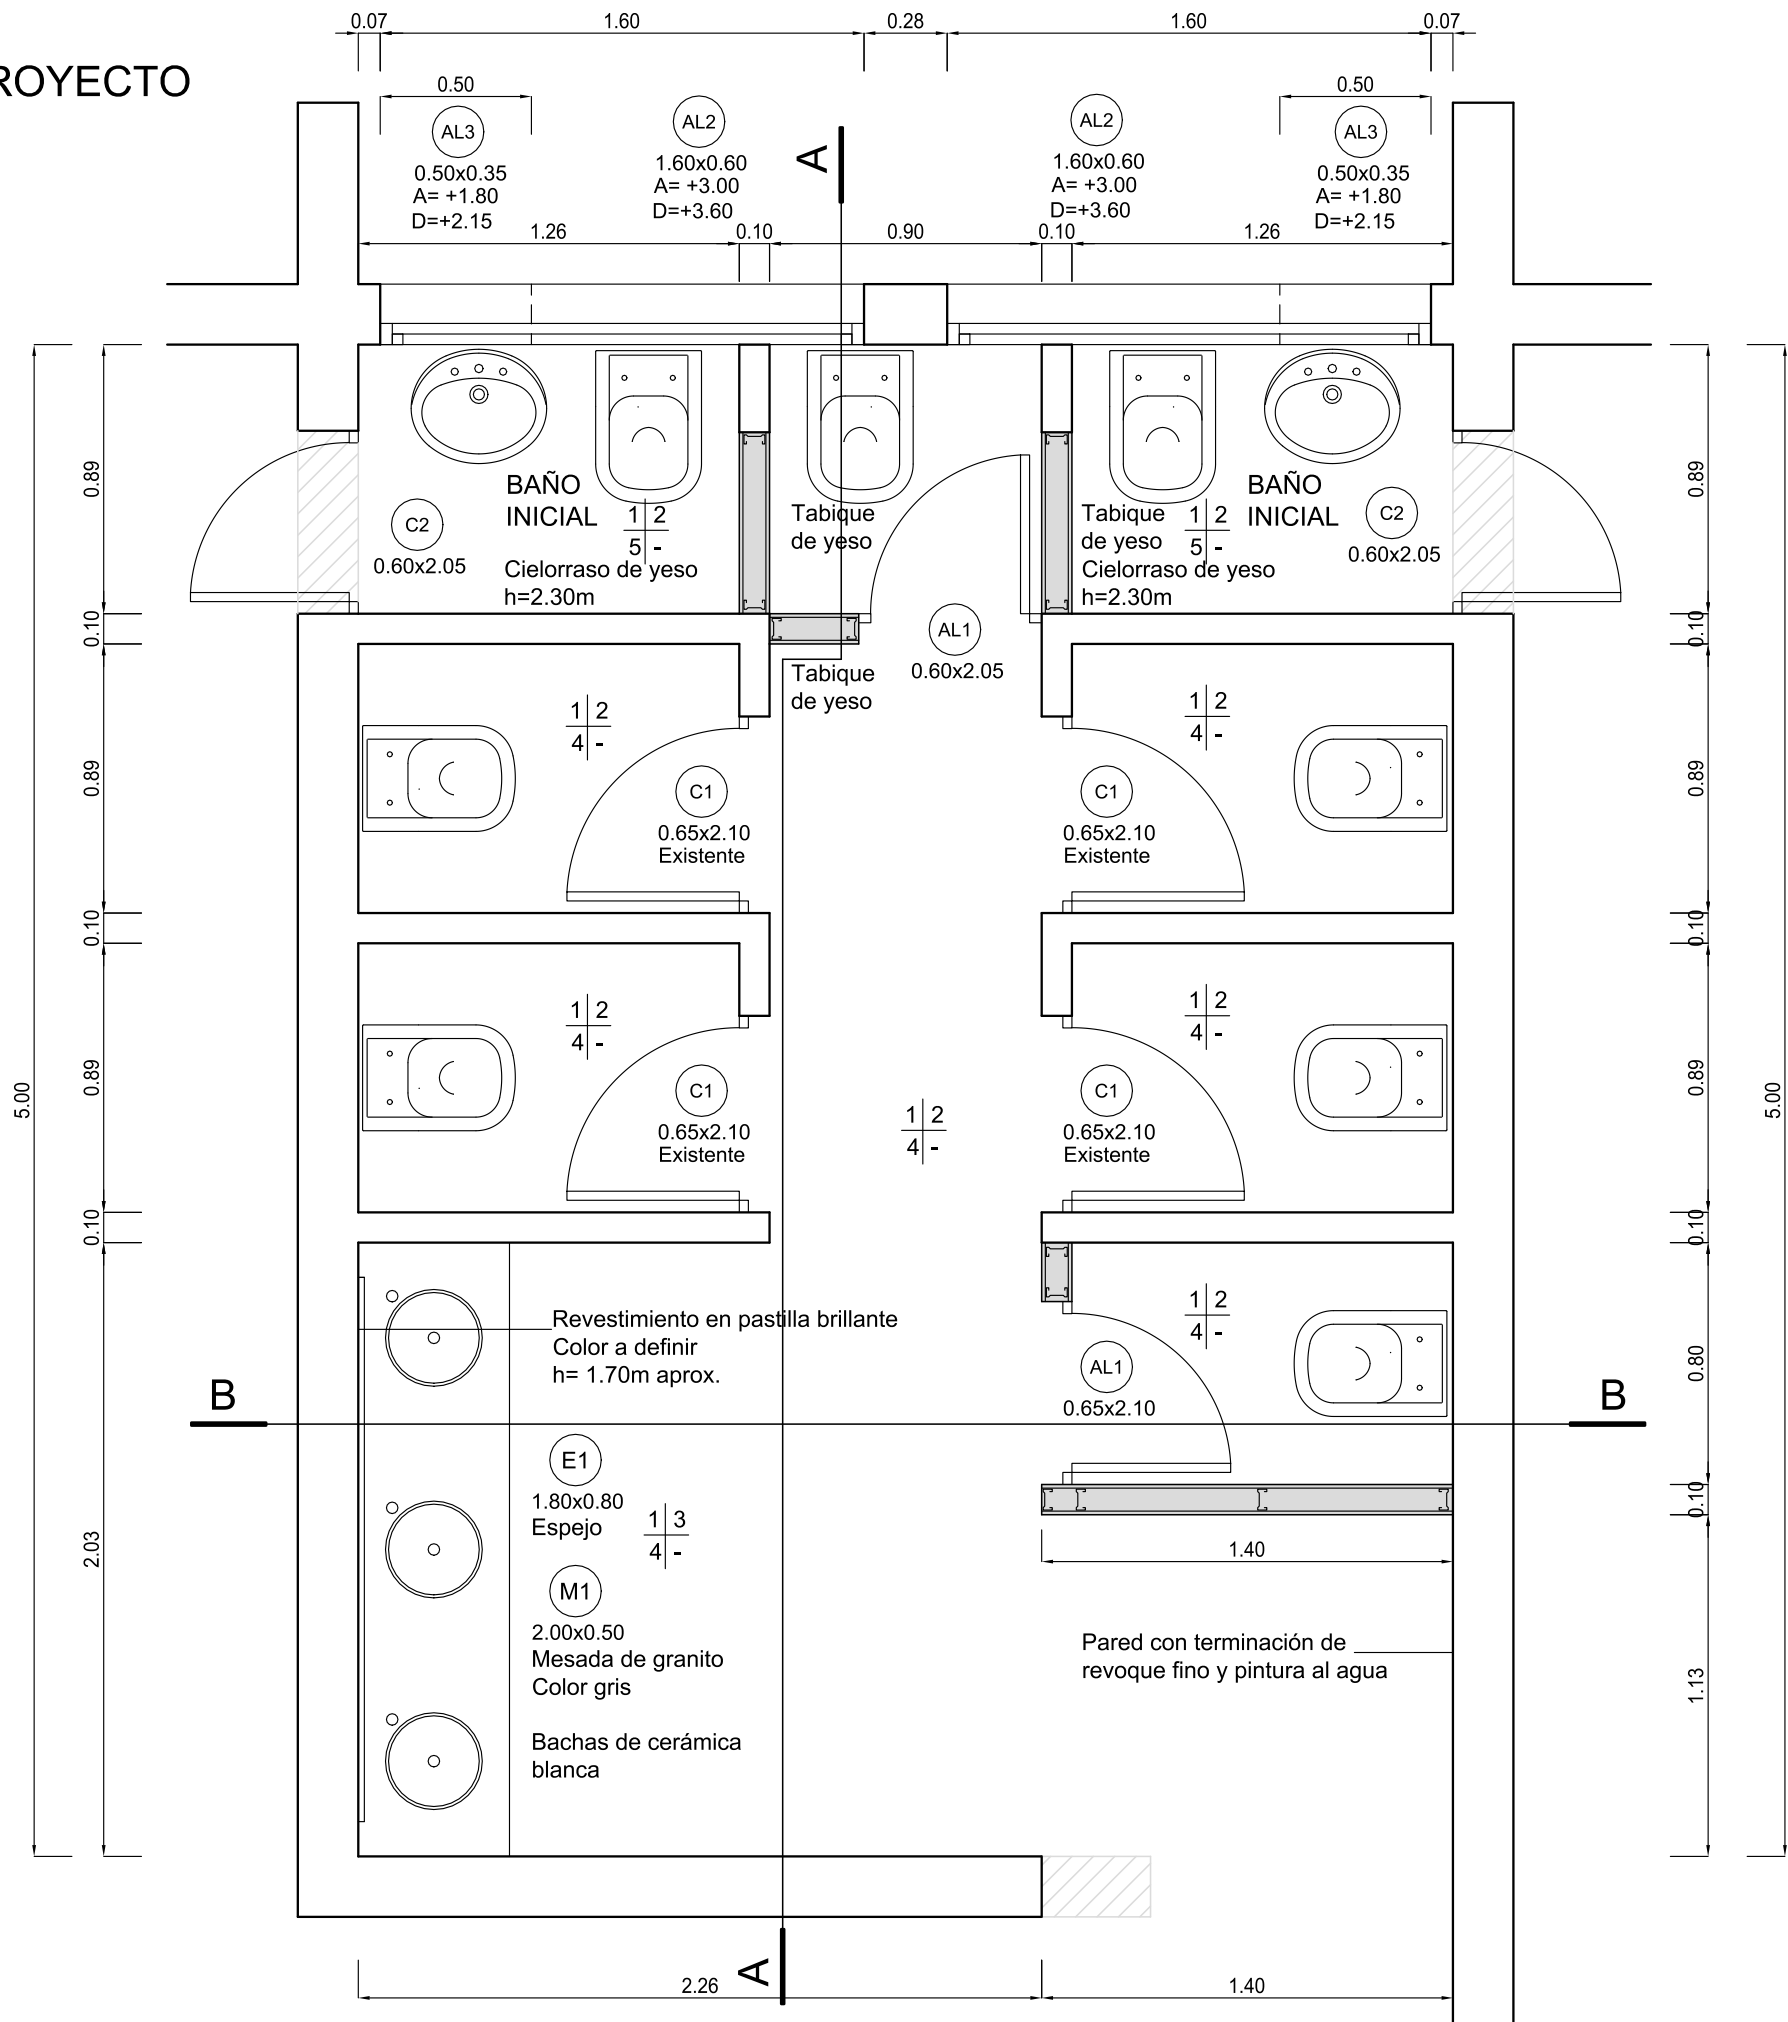 0.07 1.60 0.28 1.60 0.07
ROYECTO
0.50 0.50
AL3 AL2 A AL2 AL3
0.50x0.35 1.60x0.60 1.60x0.60 0.50x0.35
A= +1.80 A= +3.00 A= +3.00 A= +1.80
D=+2.15 D=+3.60 D=+3.60 D=+2.15
1.26 0.10 0.90 0.10 1.26
0.89 0.89
BAÑO
INICIAL
1 2
5 -
C2
0.60x2.05
Cielorraso de yeso
h=2.30m
Tabique
de yeso
Tabique
de yeso
1 2
5 -
BAÑO
INICIAL
C2
0.60x2.05
Cielorraso de yeso
h=2.30m
0.10 0.10
AL1
0.60x2.05
Tabique
de yeso
1 2
4 -
1 2
4 -
0.89 0.89
C1
0.65x2.10
Existente
C1
0.65x2.10
Existente
0.10 0.10
1 2
4 -
1 2
4 -
5.00 0.89 0.89 5.00
C1
0.65x2.10
Existente
1 2
4 -
C1
0.65x2.10
Existente
0.10 0.10
Revestimiento en pastilla brillante
Color a definir
h= 1.70m aprox.
1 2
4 -
AL1
0.65x2.10
0.80
B B
E1
1.80x0.80
Espejo
1 3
4 -
0.10
2.03
1.40
M1
2.00x0.50
Mesada de granito
Color gris
Pared con terminación de
revoque fino y pintura al agua
1.13
Bachas de cerámica
blanca
2.26 A 1.40